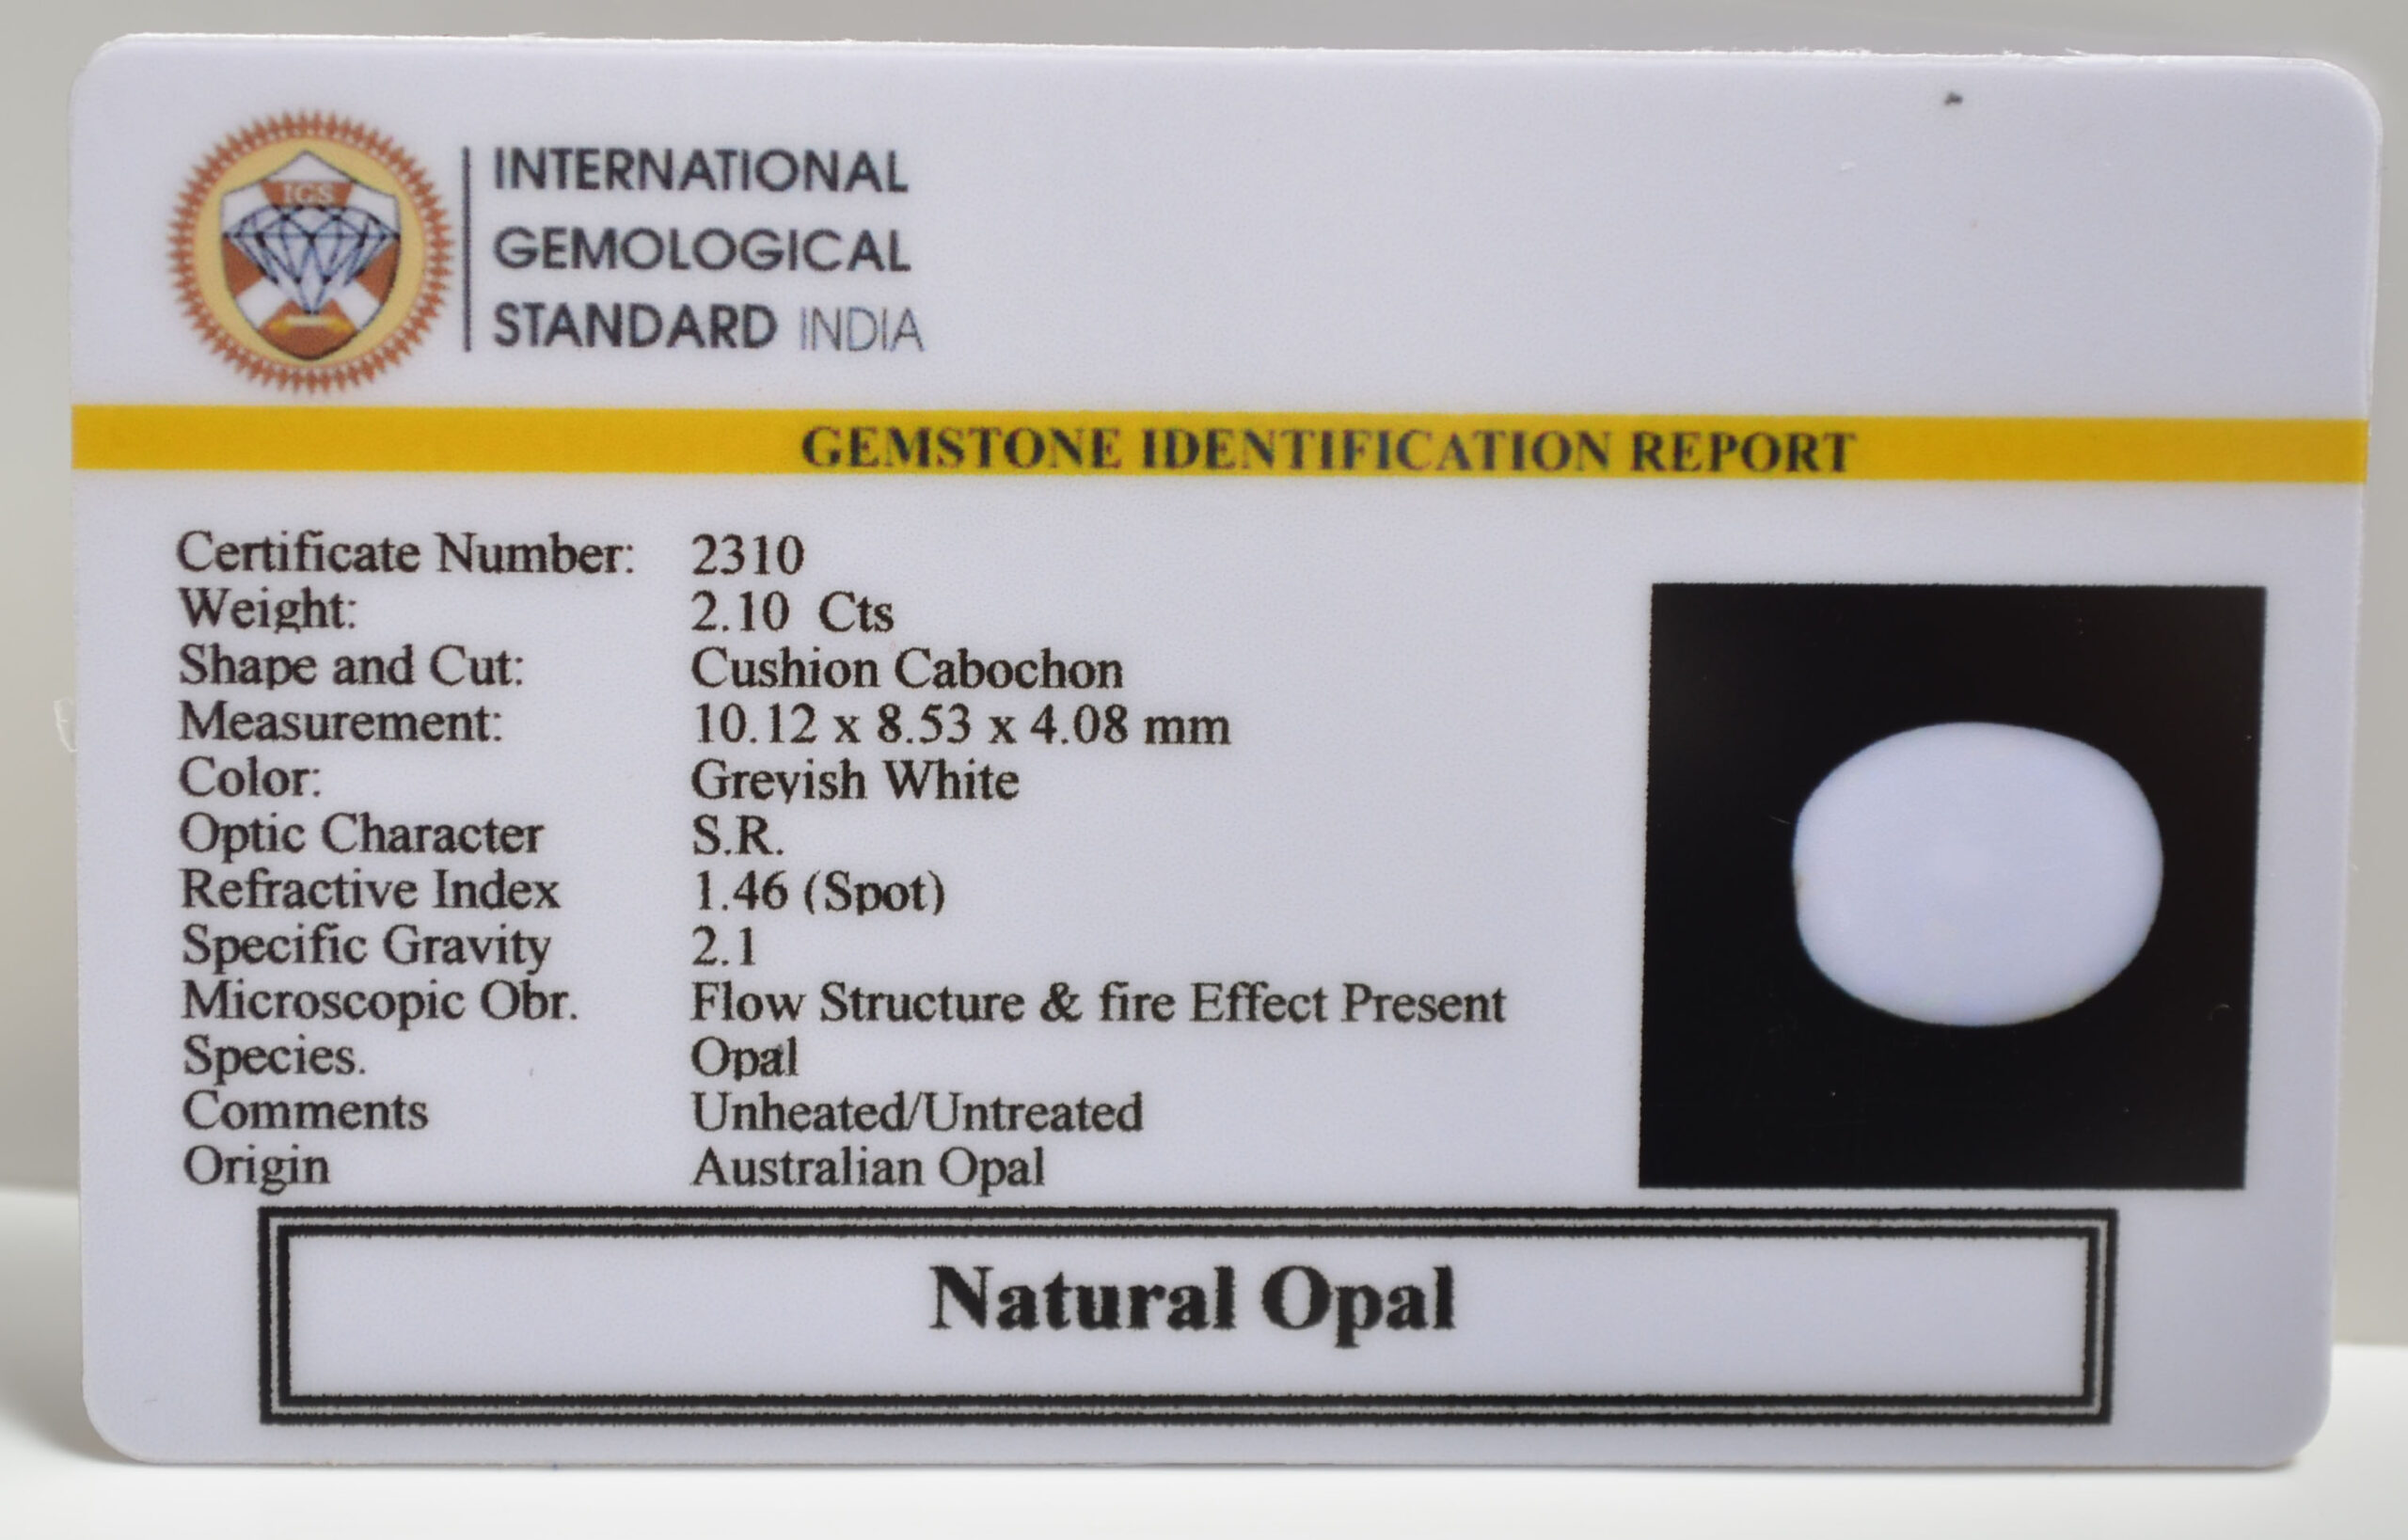 IGS
INTERNATIONAL
GEMOLOGICAL
STANDARD INDIA
GEMSTONE IDENTIFICATION REPORT
Certificate Number: 2310
Weight: 2.10 Cts
Shape and Cut: Cushion Cabochon
Measurement: 10.12 x 8.53 x 4.08 mm
Color: Greyish White
Optic Character S.R.
Refractive Index 1.46 (Spot)
Specific Gravity 2.1
Microscopic Obr. Flow Structure & fire Effect Present
Species. Opal
Comments Unheated/Untreated
Origin Australian Opal
Natural Opal